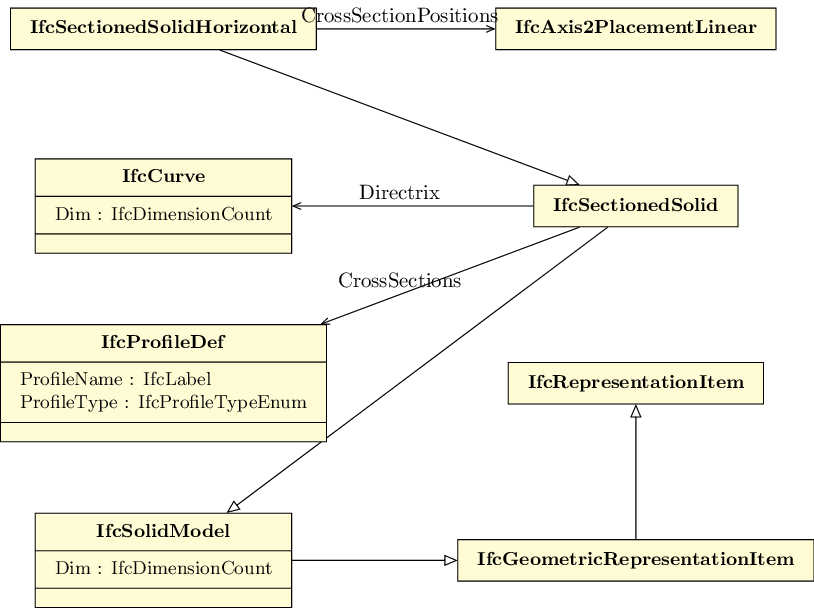 IfcSectionedSolidHorizontal
CrossSectionPositions
IfcAxis2PlacementLinear
IfcCurve
Dim : IfcDimensionCount
Directrix
IfcSectionedSolid
CrossSections
IfcProfileDef
ProfileName : IfcLabel
ProfileType : IfcProfileTypeEnum
IfcRepresentationItem
IfcSolidModel
Dim : IfcDimensionCount
IfcGeometricRepresentationItem